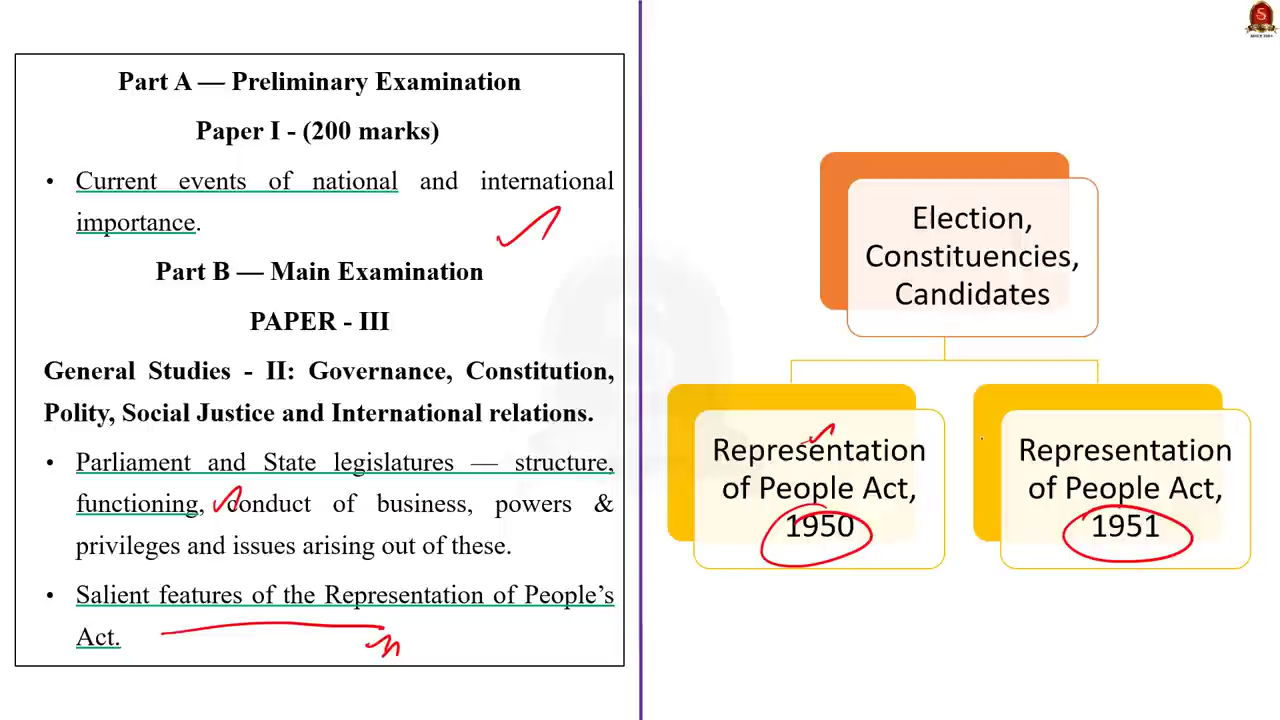 Part A — Preliminary Examination
Paper I - (200 marks)
• Current events of national and international
importance.
Part B — Main Examination
PAPER - III
General Studies - II: Governance, Constitution,
Polity, Social Justice and International relations.
• Parliament and State legislatures — structure,
functioning, conduct of business, powers &
privileges and issues arising out of these.
• Salient features of the Representation of People’s
Act.
Election,
Constituencies,
Candidates
Representation
of People Act,
1950
Representation
of People Act,
1951